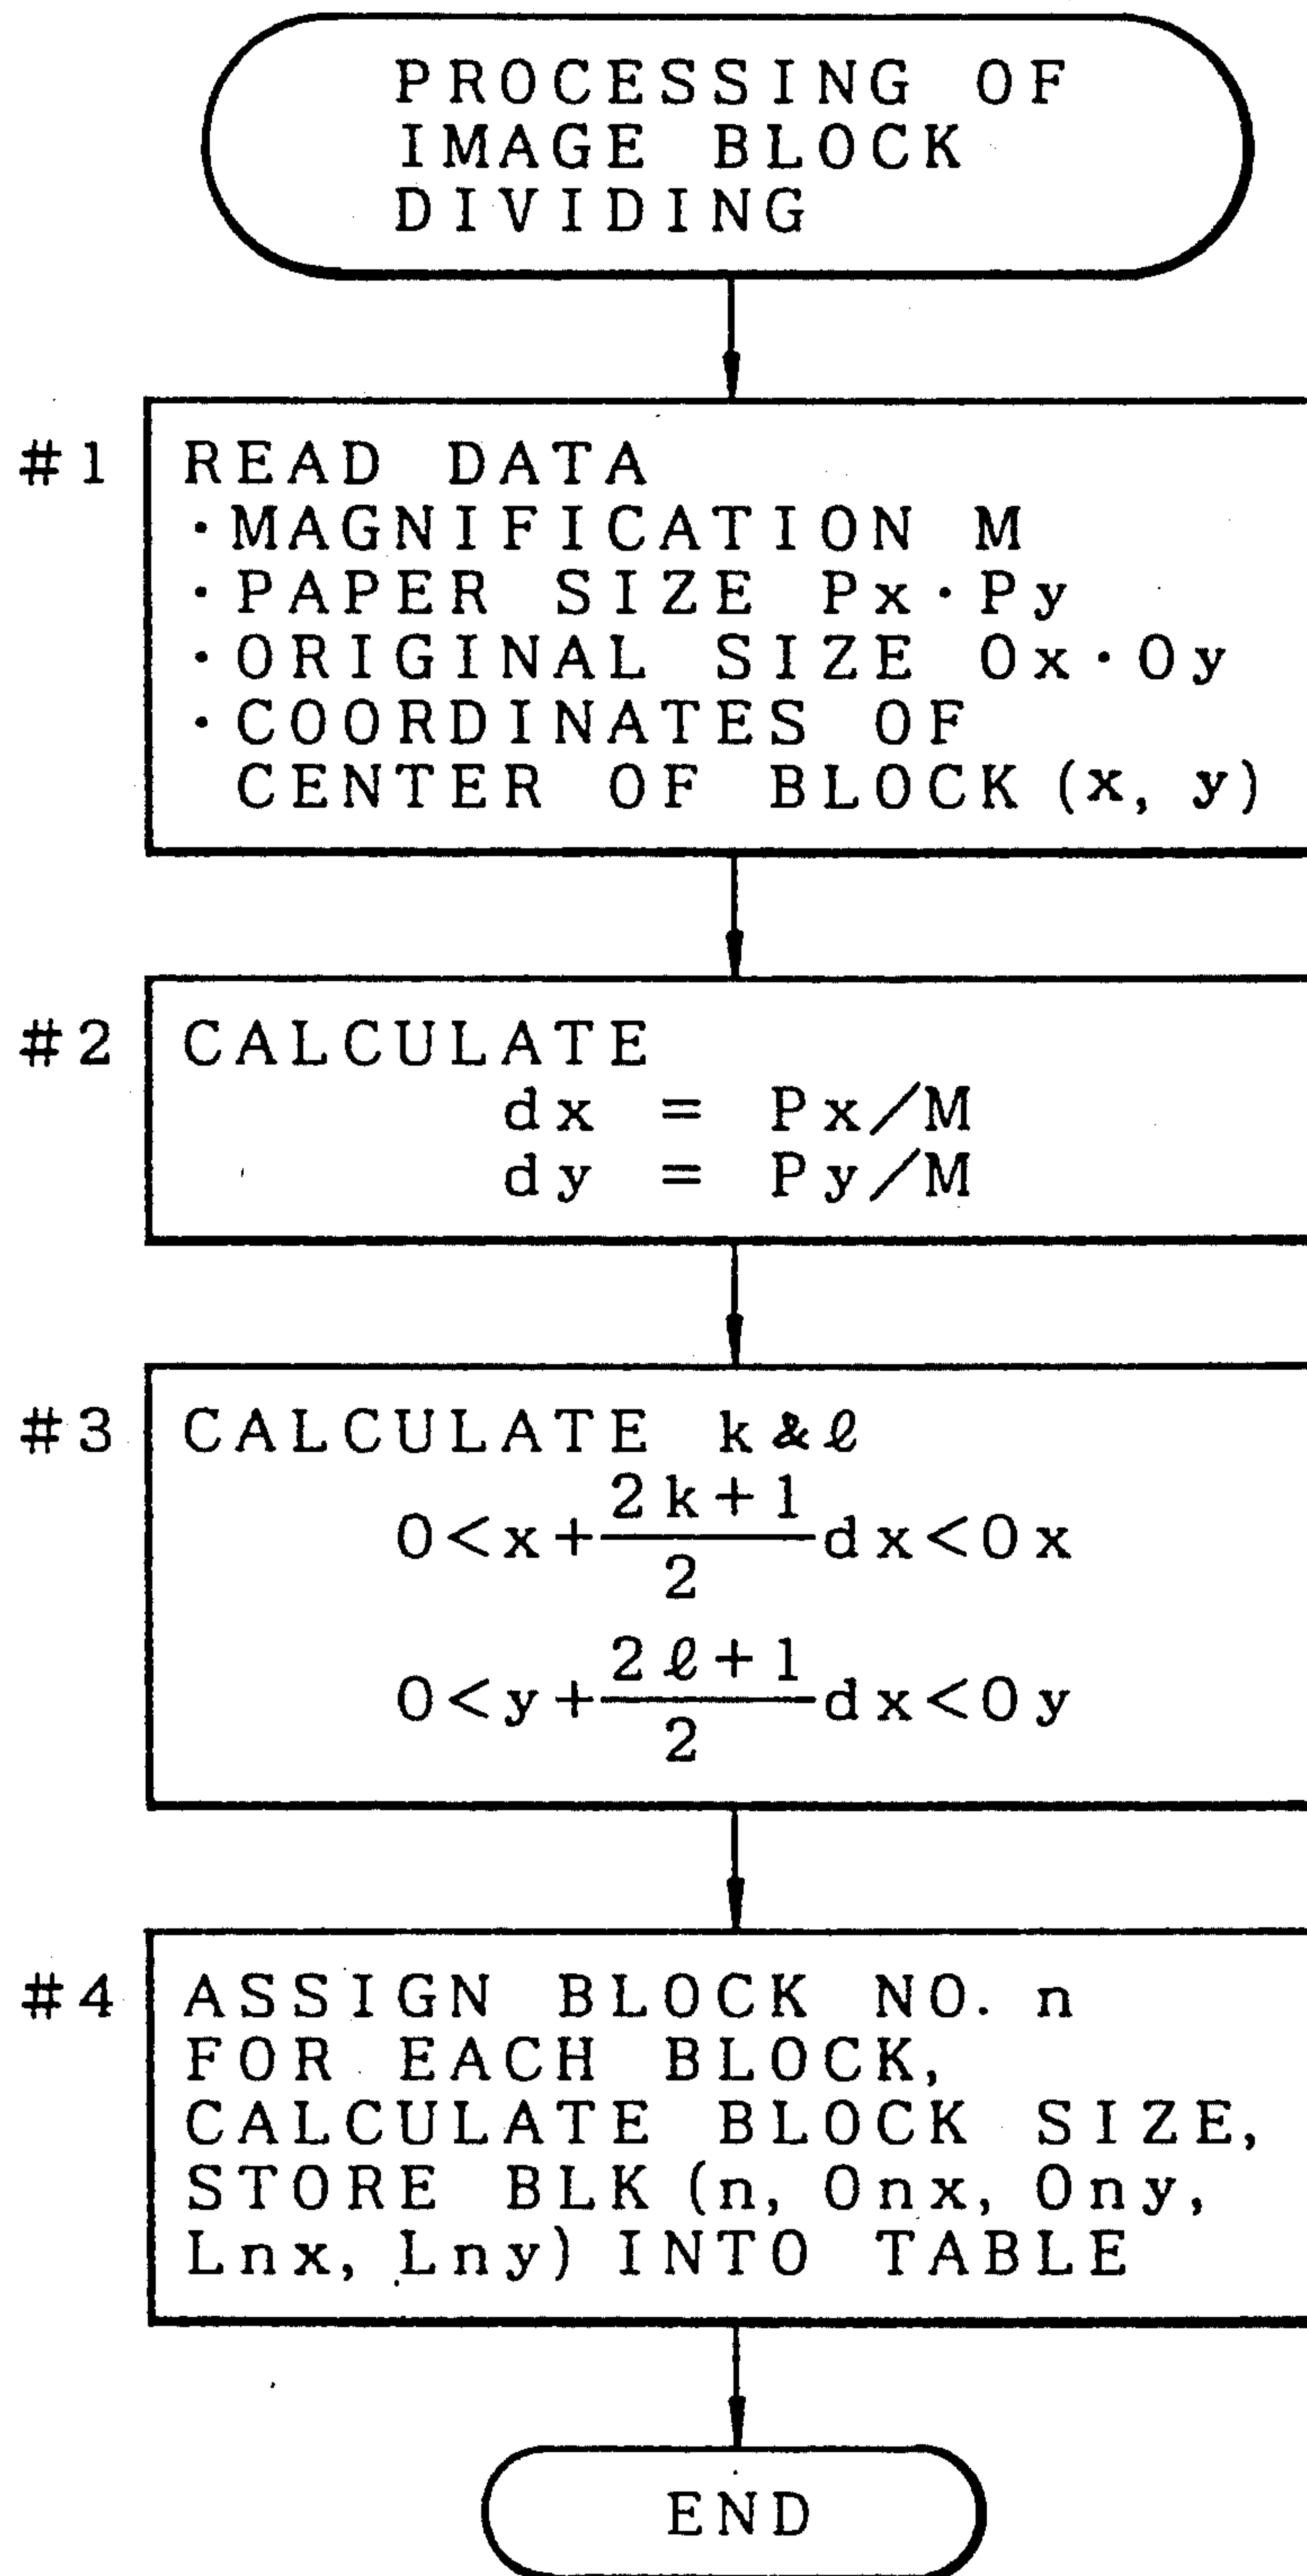 PROCESSING OF
IMAGE BLOCK
DIVIDING
#1 READ DATA
·MAGNIFICATION M
·PAPER SIZE Px·Py
·ORIGINAL SIZE Ox·Oy
·COORDINATES OF
CENTER OF BLOCK (x, y)
#2 CALCULATE
dx = Px/M
dy = Py/M
#3 CALCULATE k & ℓ
0<x+(2k+1)/2 dx<Ox
0<y+(2ℓ+1)/2 dx<Oy
#4 ASSIGN BLOCK NO. n
FOR EACH BLOCK,
CALCULATE BLOCK SIZE,
STORE BLK (n, Onx, Ony,
Lnx, Lny) INTO TABLE
END